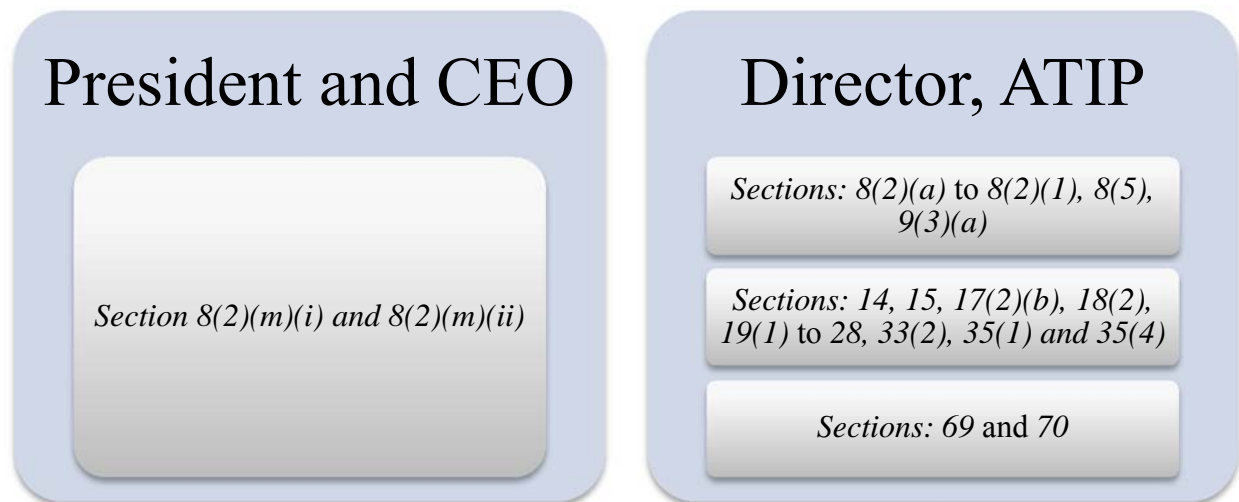 President and CEO
Section 8(2)(m)(i) and 8(2)(m)(ii)
Director, ATIP
Sections: 8(2)(a) to 8(2)(1), 8(5),
9(3)(a)
Sections: 14, 15, 17(2)(b), 18(2),
19(1) to 28, 33(2), 35(1) and 35(4)
Sections: 69 and 70